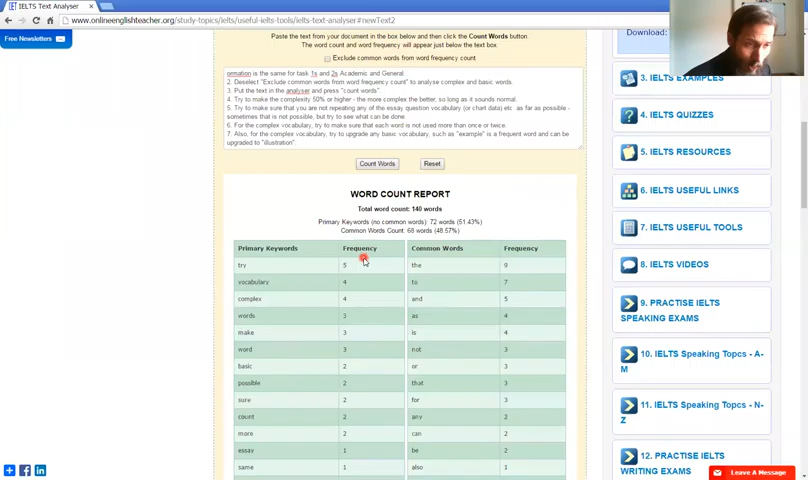 IELTS Text Analyser
www.onlineenglishteacher.org/study-topics/ielts/useful-ielts-tools/ielts-text-analyser#newText2
Free Newsletters
Paste the text from your document in the box below and then click the Count Words button.
The word count and word frequency will appear just below the text box.
Exclude common words from word frequency count
ormation is the same for task 1s and 2s Academic and General.
2. Deselect "Exclude common words from word frequency count" to analyse complex and basic words.
3. Put the text in the analyser and press "count words".
4. Try to make the complexity 50% or higher - the more complex the better, so long as it sounds normal.
5. Try to make sure that you are not repeating any of the essay question vocabulary (or chart data) etc. as far as possible -
sometimes that is not possible, but try to see what can be done
6. For the complex vocabulary, try to make sure that each word is not used more than once or twice.
7. Also, for the complex vocabulary, try to upgrade any basic vocabulary, such as "example" is a frequent word and can be
upgraded to "illustration".
Count Words
Reset
WORD COUNT REPORT
Total word count: 140 words
Primary Keywords (no common words): 72 words (51.43%)
Common Words Count: 68 words (48.57%)
Primary Keywords Frequency Common Words Frequency
try 5 the 9
vocabulary 4 to 7
complex 4 and 5
words 3 as 4
make 3 is 4
word 3 not 3
basic 2 or 3
possible 2 that 3
sure 2 for 3
count 2 any 2
more 2 can 2
essay 1 be 2
same 1 also 1
Download:
3. IELTS EXAMPLES
4. IELTS QUIZZES
5. IELTS RESOURCES
6. IELTS USEFUL LINKS
7. IELTS USEFUL TOOLS
8. IELTS VIDEOS
9. PRACTISE IELTS
SPEAKING EXAMS
10. IELTS Speaking Topcs - A-
M
11. IELTS Speaking Topcs - N-
Z
12. PRACTISE IELTS
WRITING EXAMS
Leave A Message